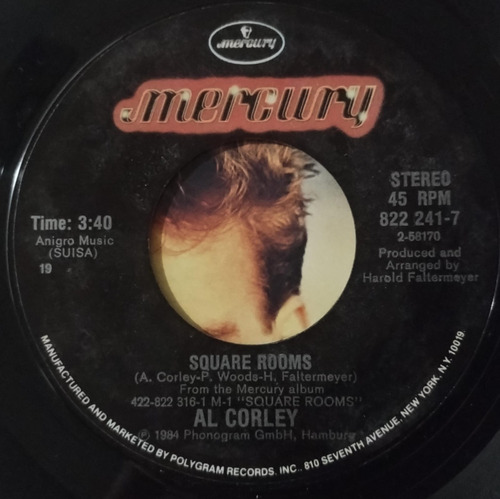 mercury
mercury
STEREO
45 RPM
822 241-7
2-56170
Produced and
Arranged by
Harold Faltermeyer
Time: 3:40
Anigro Music
(SUISA)
19
SQUARE ROOMS
(A. Corley-P. Woods-H. Faltermeyer)
From the Mercury album
422-822 316-1 M-1 "SQUARE ROOMS"
AL CORLEY
℗ 1984 Phonogram GmbH, Hamburg
MANUFACTURED AND MARKETED BY POLYGRAM RECORDS, INC., 810 SEVENTH AVENUE, NEW YORK, N.Y. 10019